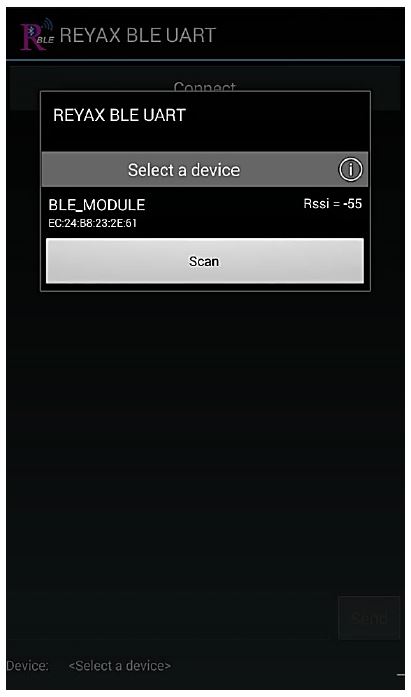 RBLE REYAX BLE UART
Connect
REYAX BLE UART
Select a device i
BLE_MODULE Rssi = -55
EC:24:B8:23:2E:61
Scan
Send
Device: <Select a device>